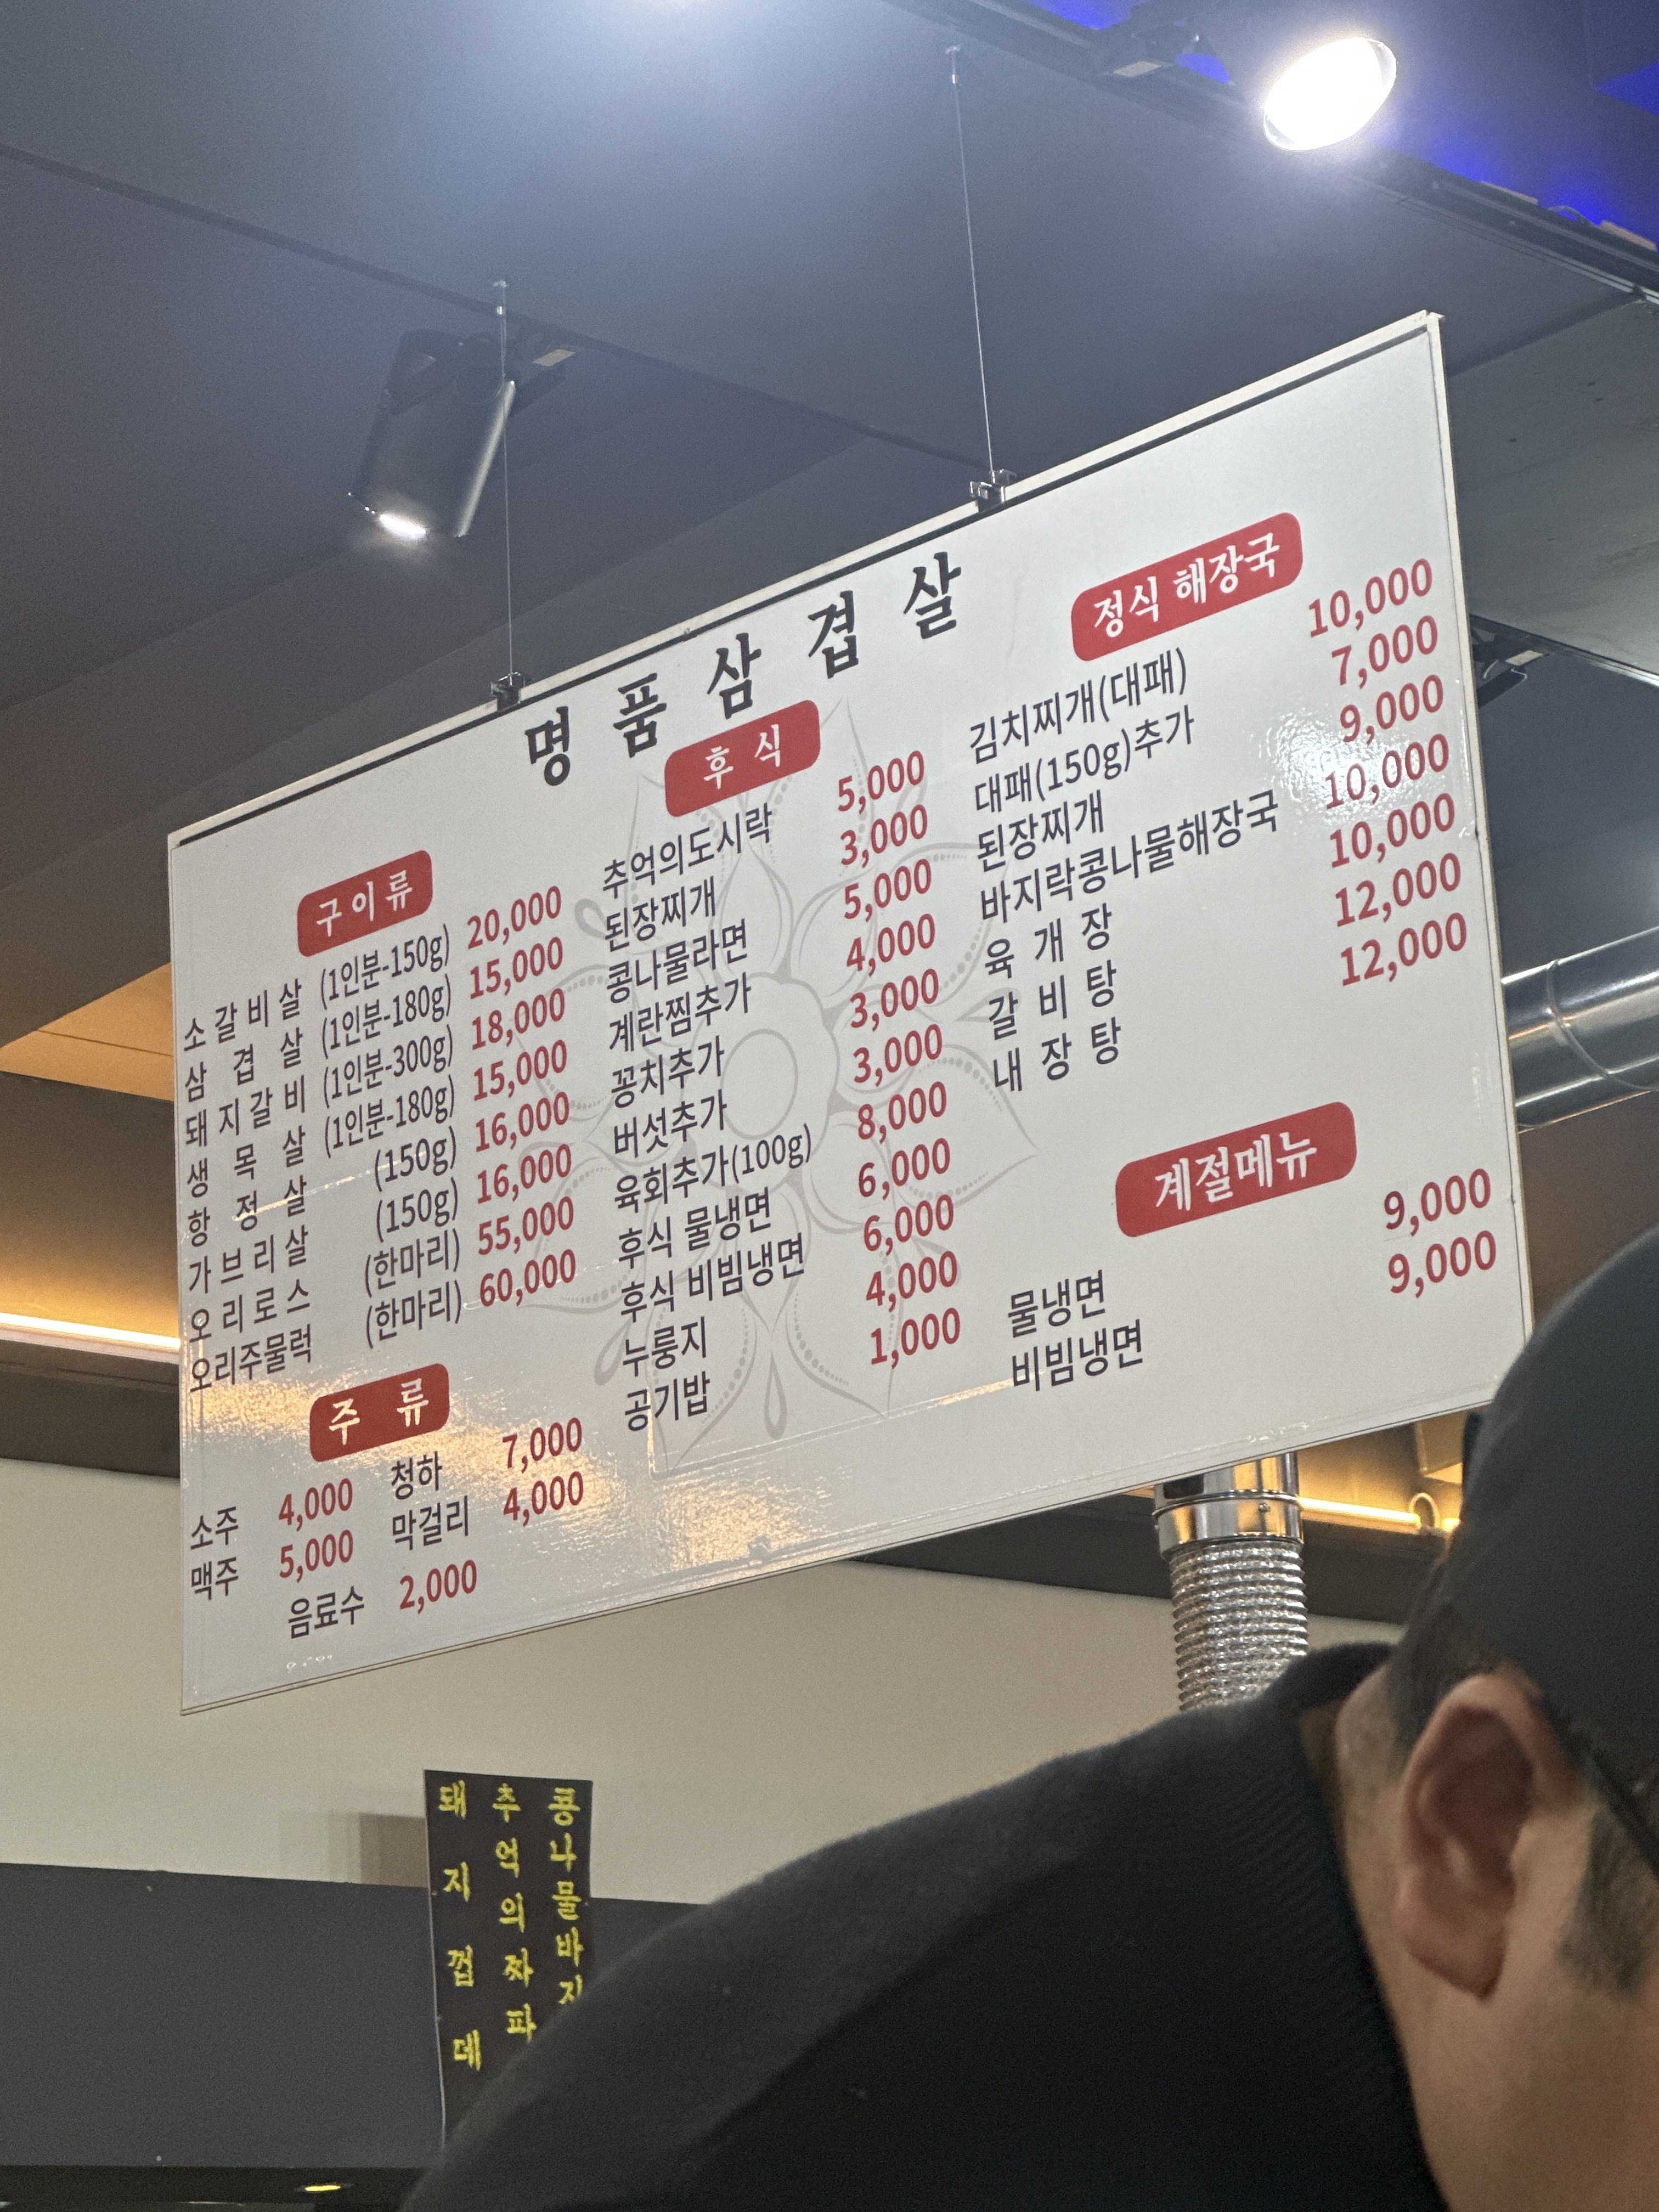 명품삼겹살
구이류
소갈비살 (1인분-150g) 20,000
삼겹살 (1인분-180g) 15,000
돼지갈비 (1인분-300g) 18,000
생목살 (1인분-180g) 15,000
항정살 (150g) 16,000
가브리살 (150g) 16,000
오리로스 (한마리) 55,000
오리주물럭 (한마리) 60,000
주류
소주 4,000 청하 7,000
맥주 5,000 막걸리 4,000
음료수 2,000
후식
추억의도시락 5,000
된장찌개 3,000
콩나물라면 5,000
계란찜추가 4,000
꽁치추가 3,000
버섯추가 3,000
육회추가(100g) 8,000
후식 물냉면 6,000
후식 비빔냉면 6,000
누룽지 4,000
공기밥 1,000
정식 해장국
김치찌개(대패) 10,000
대패(150g)추가 7,000
된장찌개 9,000
바지락콩나물해장국 10,000
육개장 10,000
갈비탕 12,000
내장탕 12,000
계절메뉴
물냉면 9,000
비빔냉면 9,000
돼지껍데
추억의짜파
콩나물바지